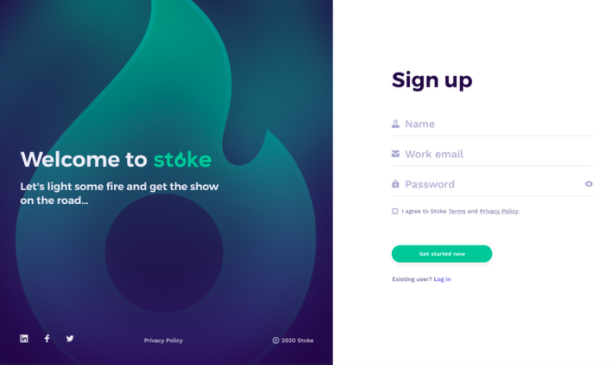 Welcome to stoke
Let's light some fire and get the show
on the road...
Privacy Policy
© 2020 Stoke
Sign up
Name
Work email
Password
I agree to Stoke Terms and Privacy Policy.
Get started now
Existing user? Log in